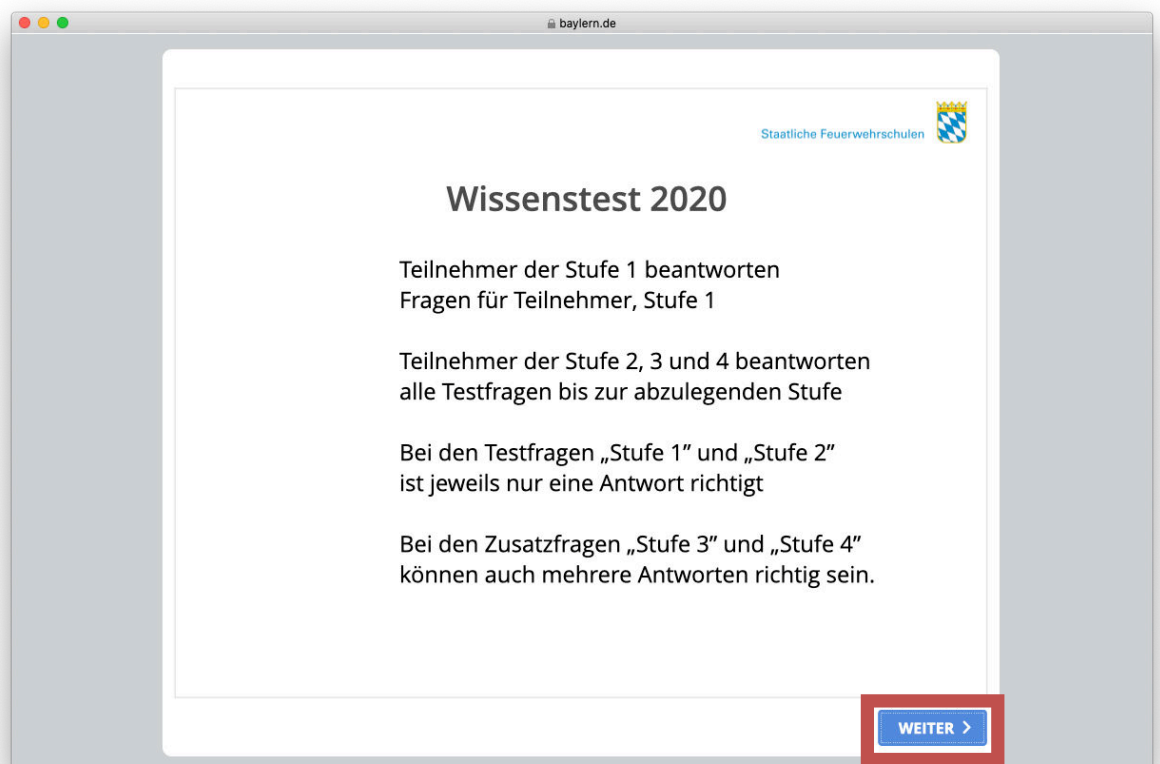 baylern.de
Staatliche Feuerwehrschulen
Wissenstest 2020
Teilnehmer der Stufe 1 beantworten
Fragen für Teilnehmer, Stufe 1
Teilnehmer der Stufe 2, 3 und 4 beantworten
alle Testfragen bis zur abzulegenden Stufe
Bei den Testfragen „Stufe 1” und „Stufe 2”
ist jeweils nur eine Antwort richtigt
Bei den Zusatzfragen „Stufe 3” und „Stufe 4”
können auch mehrere Antworten richtig sein.
WEITER >